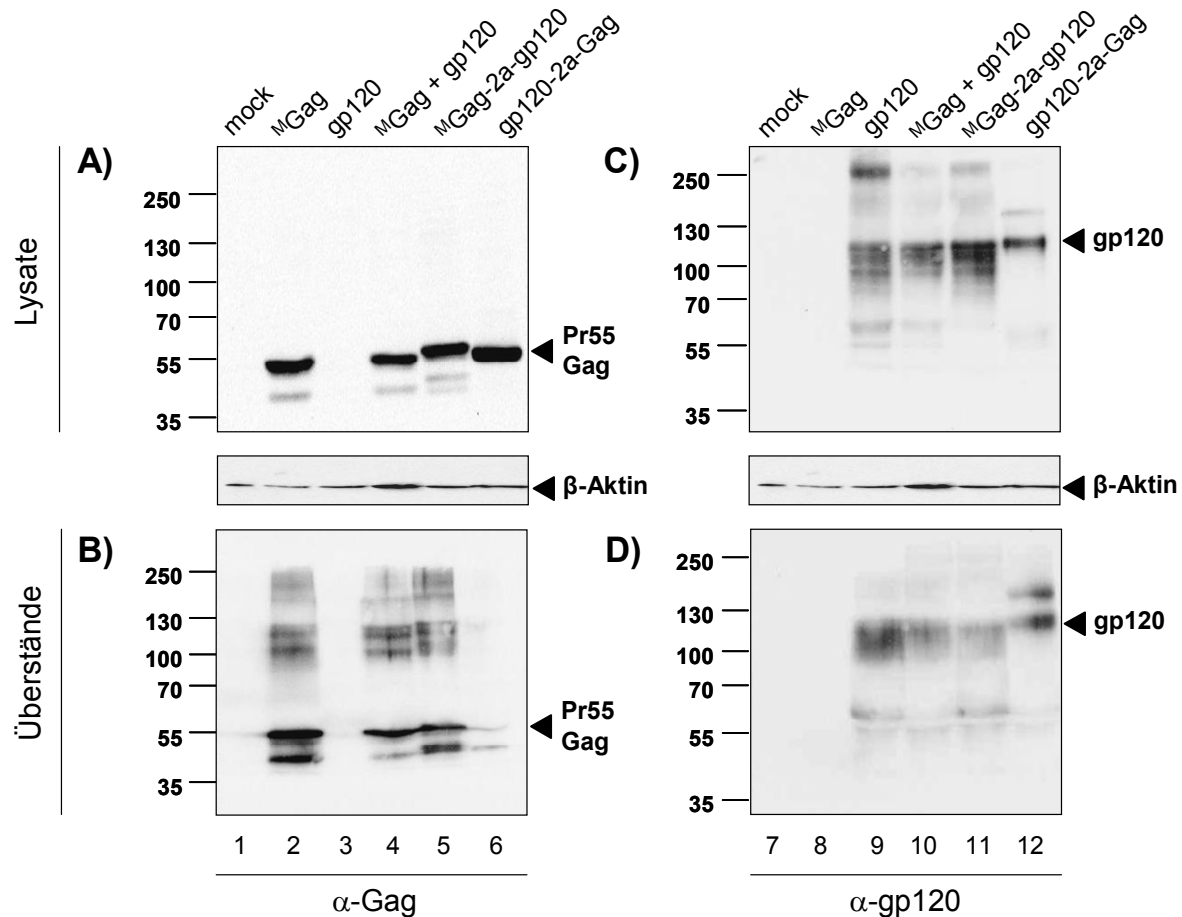 mock MGag gp120 MGag + gp120 MGag-2a-gp120 gp120-2a-Gag
mock MGag gp120 MGag + gp120 MGag-2a-gp120 gp120-2a-Gag
Lysate
A)
250
130
100
70
55
35
Pr55
Gag
β-Aktin
C)
250
130
100
70
55
35
gp120
β-Aktin
Überstände
B)
250
130
100
70
55
35
Pr55
Gag
D)
250
130
100
70
55
35
gp120
1 2 3 4 5 6
7 8 9 10 11 12
α-Gag
α-gp120